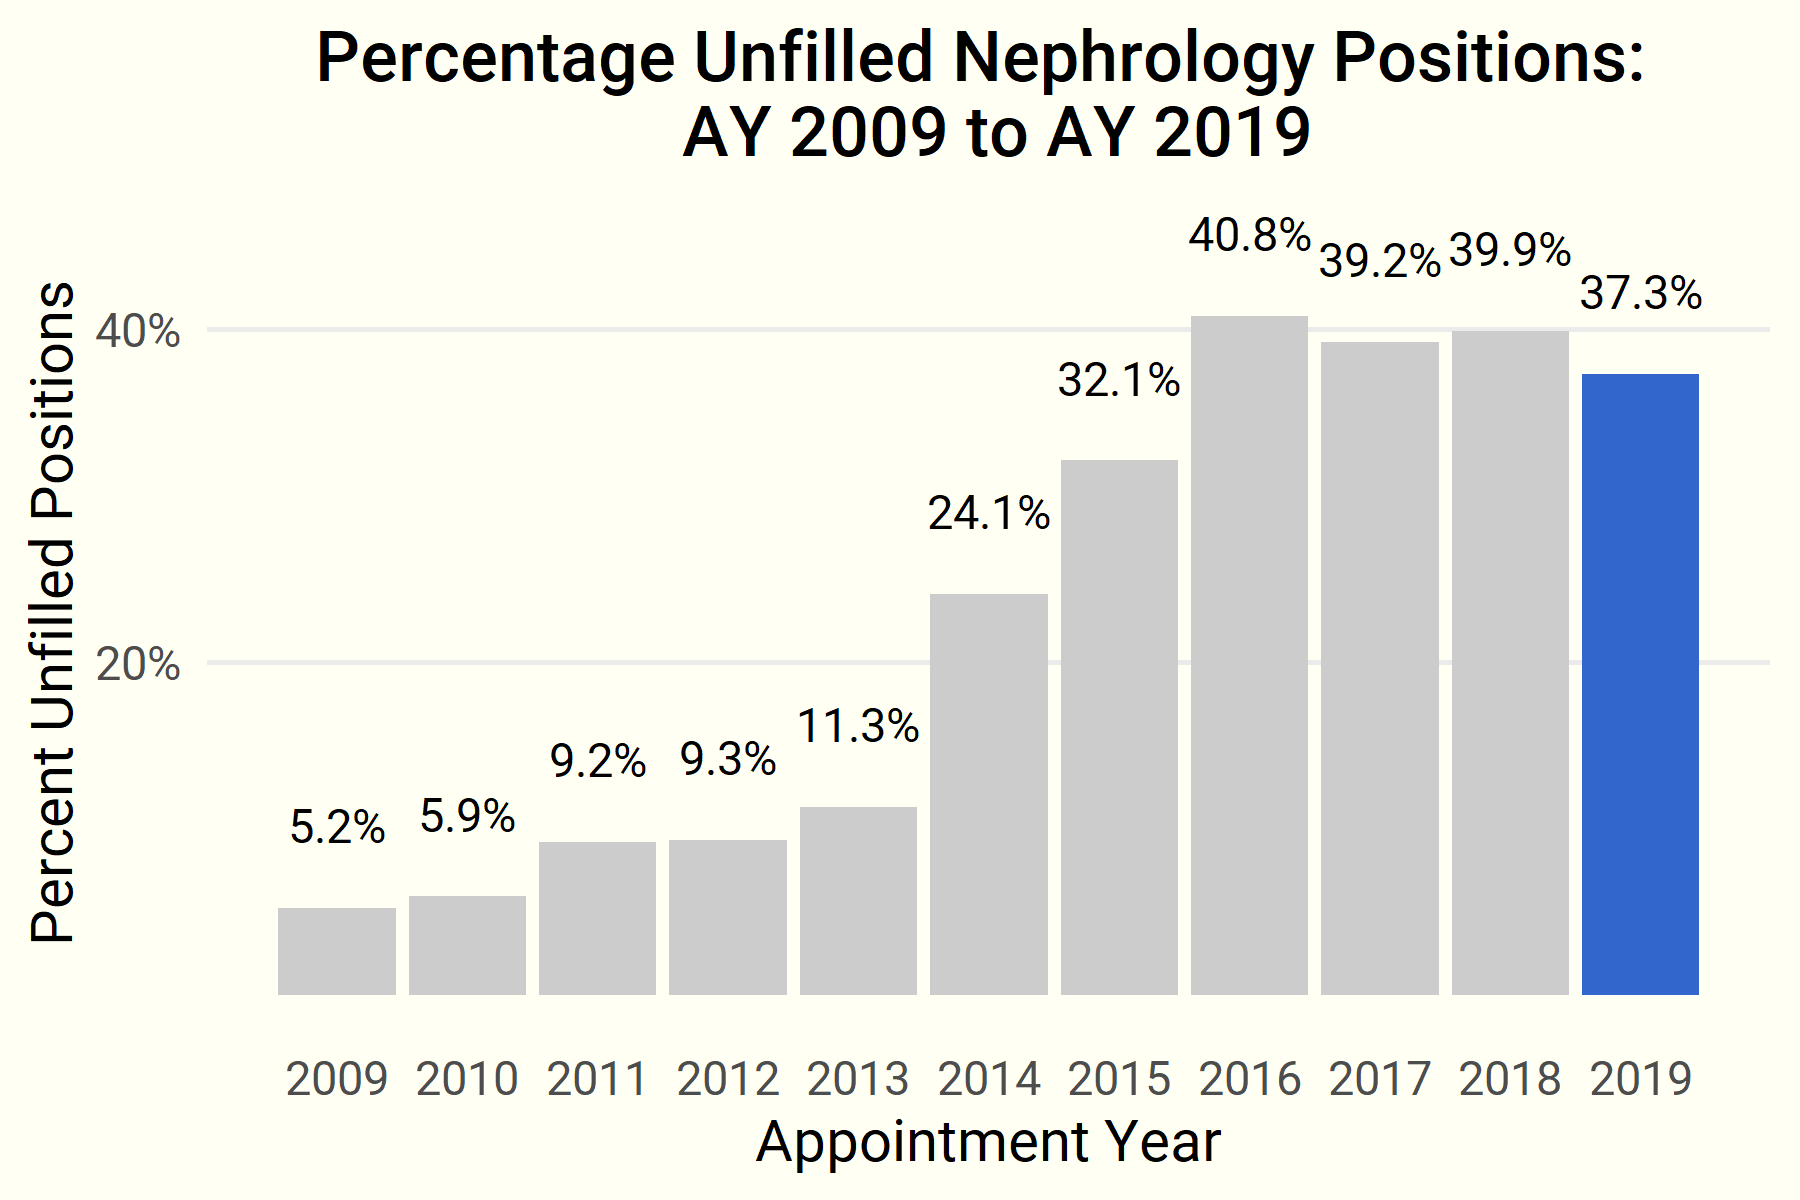 Percentage Unfilled Nephrology Positions:
AY 2009 to AY 2019
Percent Unfilled Positions
40%
20%
5.2%
5.9%
9.2%
9.3%
11.3%
24.1%
32.1%
40.8%
39.2%
39.9%
37.3%
2009 2010 2011 2012 2013 2014 2015 2016 2017 2018 2019
Appointment Year